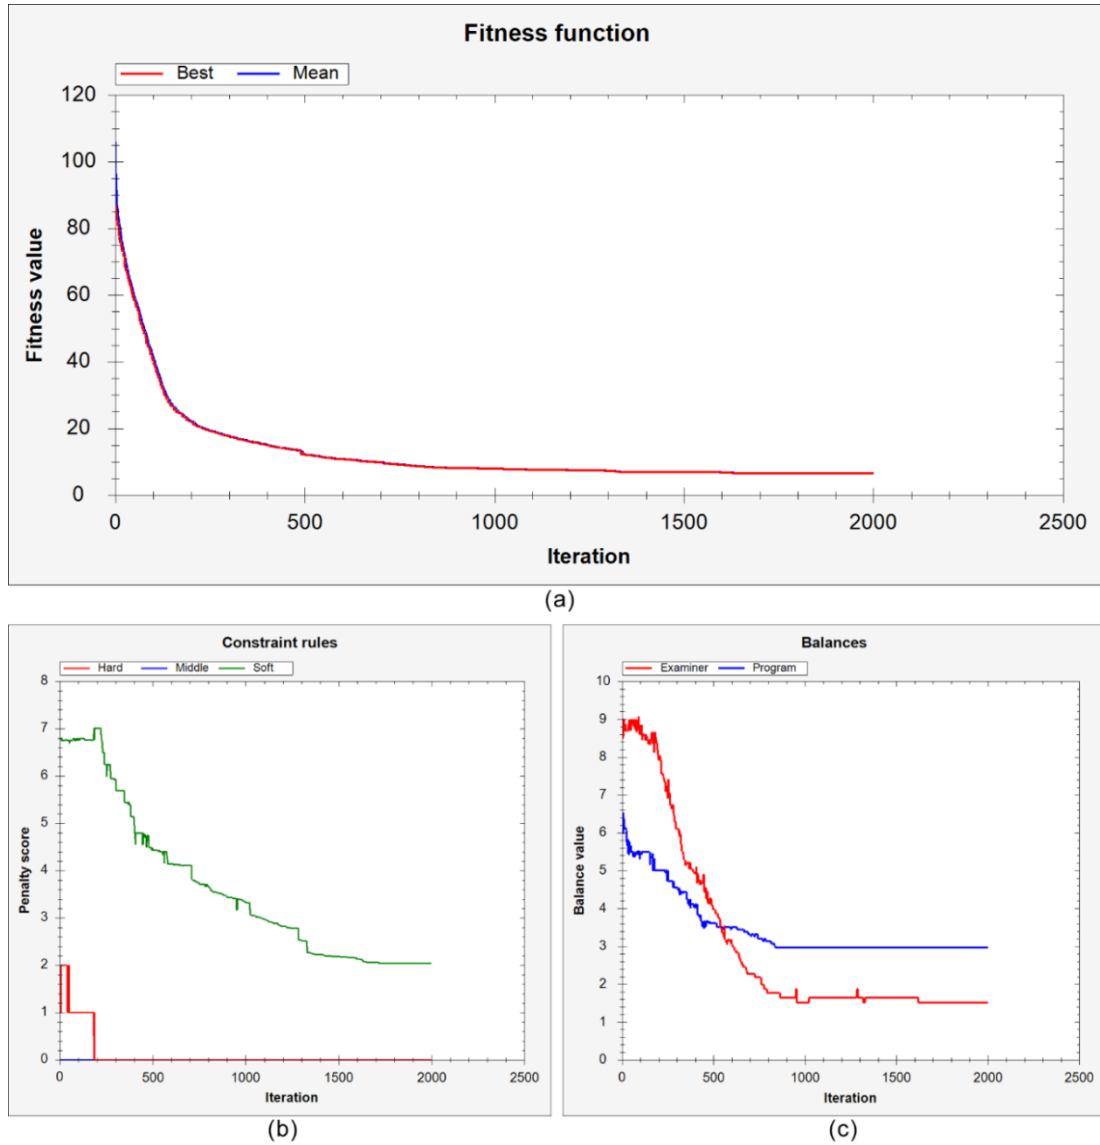 Fitness function
Best Mean
120
100
80
60
40
20
0
Fitness value
0 500 1000 1500 2000 2500
Iteration
(a)
Constraint rules
Hard Middle Soft
8
7
6
5
4
3
2
1
0
Penalty score
0 500 1000 1500 2000 2500
Iteration
(b)
Balances
Examiner Program
10
9
8
7
6
5
4
3
2
1
0
Balance value
0 500 1000 1500 2000 2500
Iteration
(c)